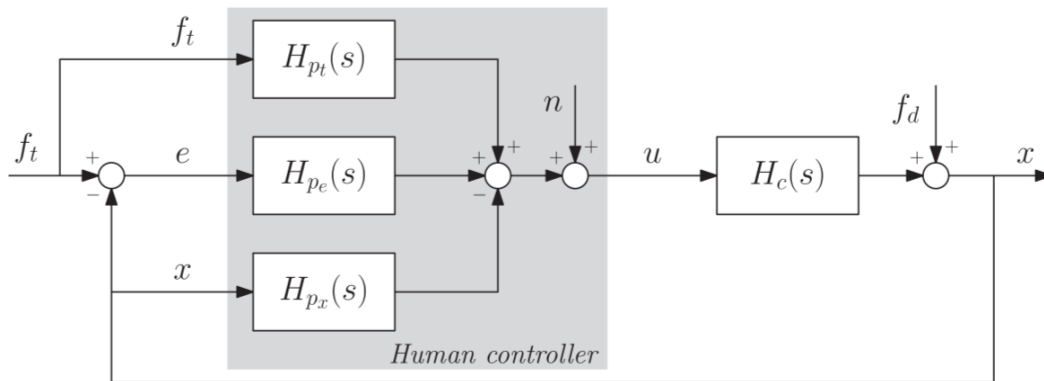 f_t
H_{p_t}(s)
n
f_d
f_t
+
−
e
H_{p_e}(s)
+
+
−
+
+
u
H_c(s)
+
+
x
x
H_{p_x}(s)
Human controller